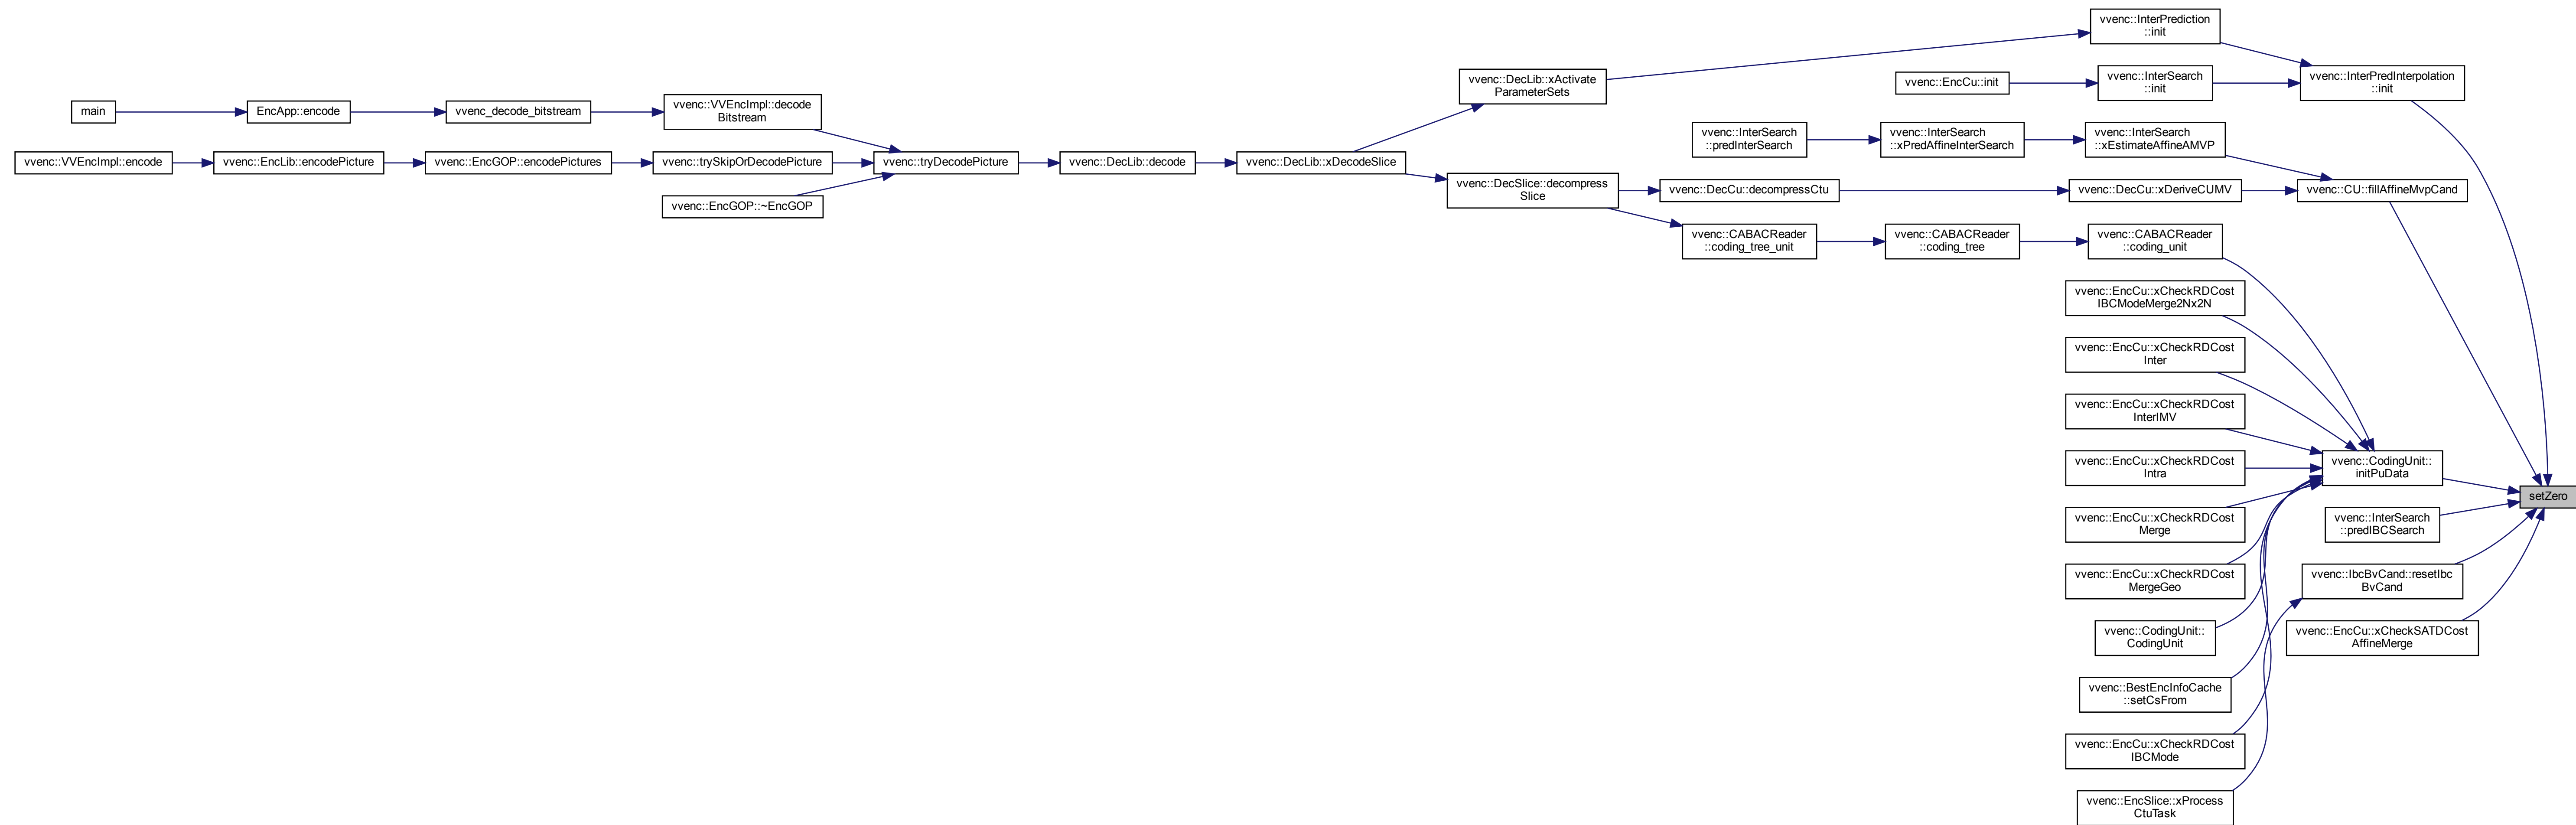 vvenc::InterPrediction
::init
vvenc::DecLib::xActivate
ParameterSets
vvenc::EncCu::init
vvenc::InterSearch
::init
vvenc::InterPredInterpolation
::init
main
EncApp::encode
vvenc_decode_bitstream
vvenc::VVEncImpl::decode
Bitstream
vvenc::InterSearch
::predInterSearch
vvenc::InterSearch
::xPredAffineInterSearch
vvenc::InterSearch
::xEstimateAffineAMVP
vvenc::VVEncImpl::encode
vvenc::EncLib::encodePicture
vvenc::EncGOP::encodePictures
vvenc::trySkipOrDecodePicture
vvenc::tryDecodePicture
vvenc::DecLib::decode
vvenc::DecLib::xDecodeSlice
vvenc::DecSlice::decompress
Slice
vvenc::DecCu::decompressCtu
vvenc::DecCu::xDeriveCUMV
vvenc::CU::fillAffineMvpCand
vvenc::EncGOP::~EncGOP
vvenc::CABACReader
::coding_tree_unit
vvenc::CABACReader
::coding_tree
vvenc::CABACReader
::coding_unit
vvenc::EncCu::xCheckRDCost
IBCModeMerge2Nx2N
vvenc::EncCu::xCheckRDCost
Inter
vvenc::EncCu::xCheckRDCost
InterIMV
vvenc::EncCu::xCheckRDCost
Intra
vvenc::CodingUnit::
initPuData
setZero
vvenc::EncCu::xCheckRDCost
Merge
vvenc::InterSearch
::predIBCSearch
vvenc::EncCu::xCheckRDCost
MergeGeo
vvenc::IbcBvCand::resetIbc
BvCand
vvenc::CodingUnit::
CodingUnit
vvenc::EncCu::xCheckSATDCost
AffineMerge
vvenc::BestEncInfoCache
::setCsFrom
vvenc::EncCu::xCheckRDCost
IBCMode
vvenc::EncSlice::xProcess
CtuTask